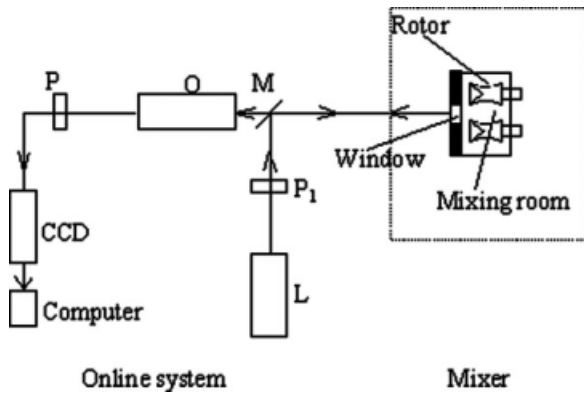 Rotor
P
O
M
Window
Mixing room
P1
CCD
L
Computer
Online system
Mixer